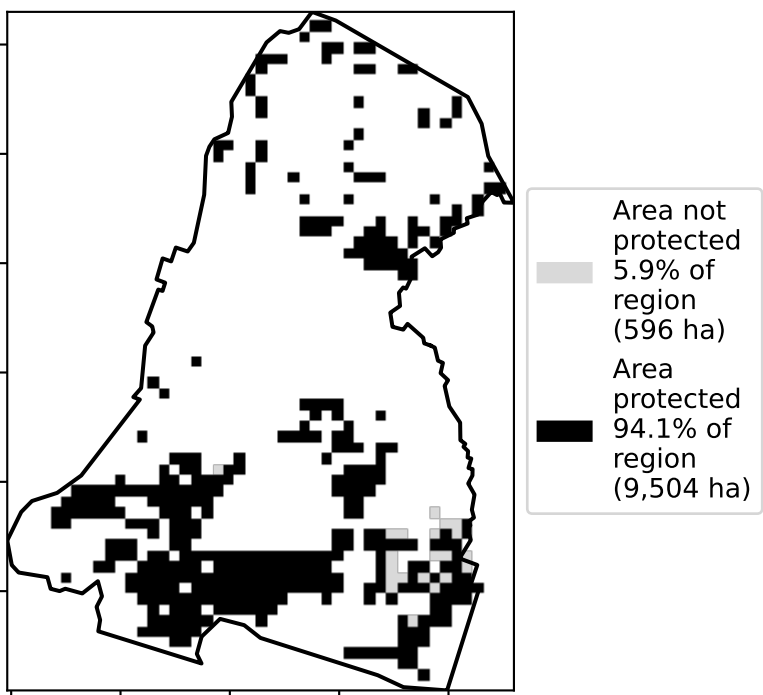 Area not
protected
5.9% of
region
(596 ha)
Area
protected
94.1% of
region
(9,504 ha)